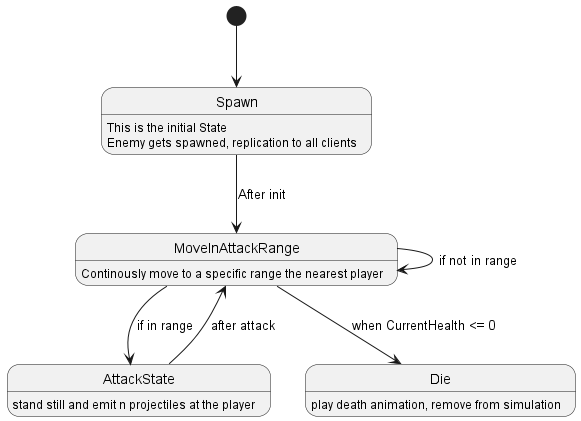 Spawn
This is the initial State
Enemy gets spawned, replication to all clients
After init
MoveInAttackRange
Continously move to a specific range the nearest player
if not in range
if in range
after attack
when CurrentHealth <= 0
AttackState
stand still and emit n projectiles at the player
Die
play death animation, remove from simulation